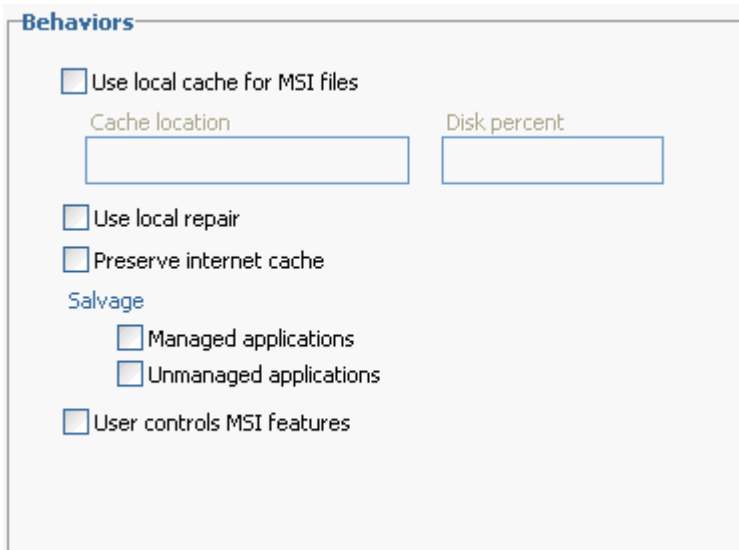 Behaviors
Use local cache for MSI files
Cache location Disk percent
Use local repair
Preserve internet cache
Salvage
Managed applications
Unmanaged applications
User controls MSI features